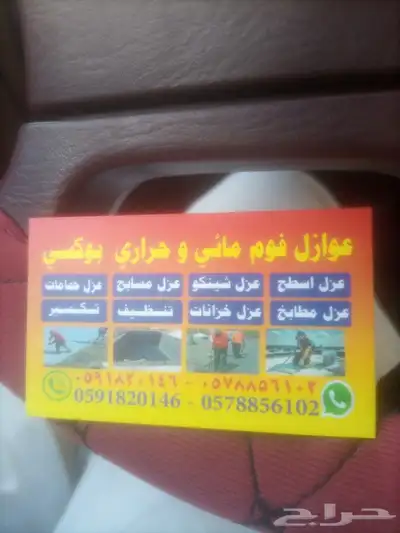 عوازل فوم مائي و حراري بوكسي
عزل اسطح عزل شينكو عزل مسابح عزل حمامات
عزل مطابخ عزل خزانات تنظيف تكسير
٠٥٩١٨٢٠١٤٦ - ٠٥٧٨٨٥٦١٠٢
0591820146 - 0578856102
حراج